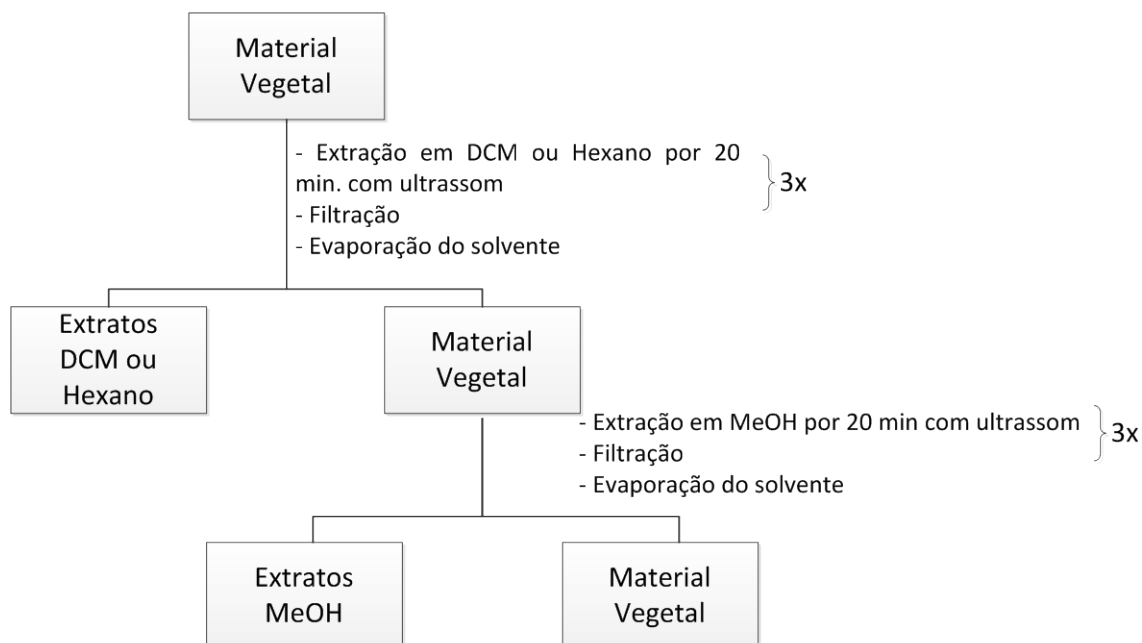 Material
Vegetal
- Extração em DCM ou Hexano por 20
min. com ultrassom
- Filtração
- Evaporação do solvente
3x
Extratos
DCM ou
Hexano
Material
Vegetal
- Extração em MeOH por 20 min com ultrassom
- Filtração
- Evaporação do solvente
3x
Extratos
MeOH
Material
Vegetal